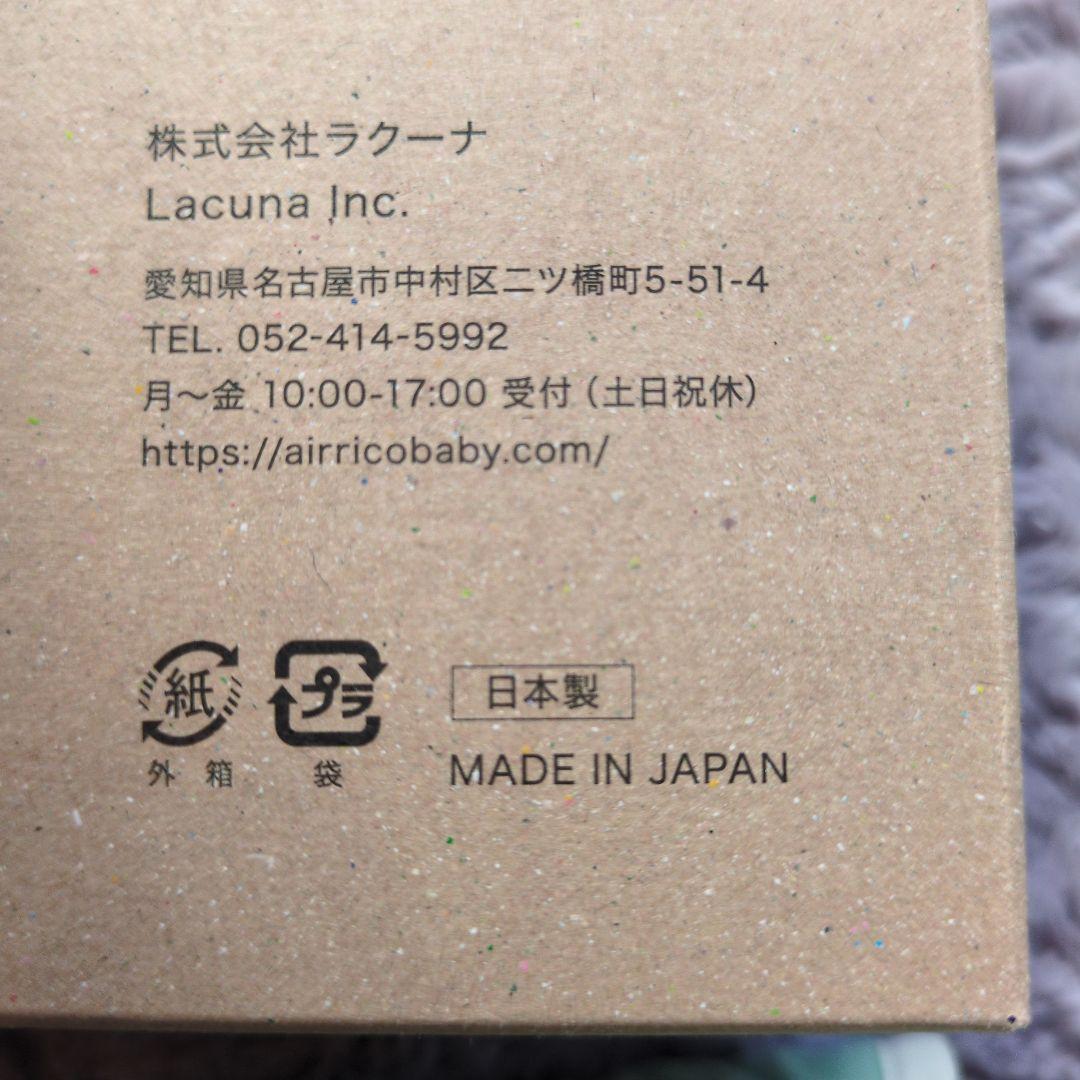 株式会社ラクーナ
Lacuna Inc.
愛知県名古屋市中村区二ツ橋町5-51-4
TEL. 052-414-5992
月〜金 10:00-17:00 受付（土日祝休）
https://airricobaby.com/
紙 プラ 日本製
外箱 袋 MADE IN JAPAN